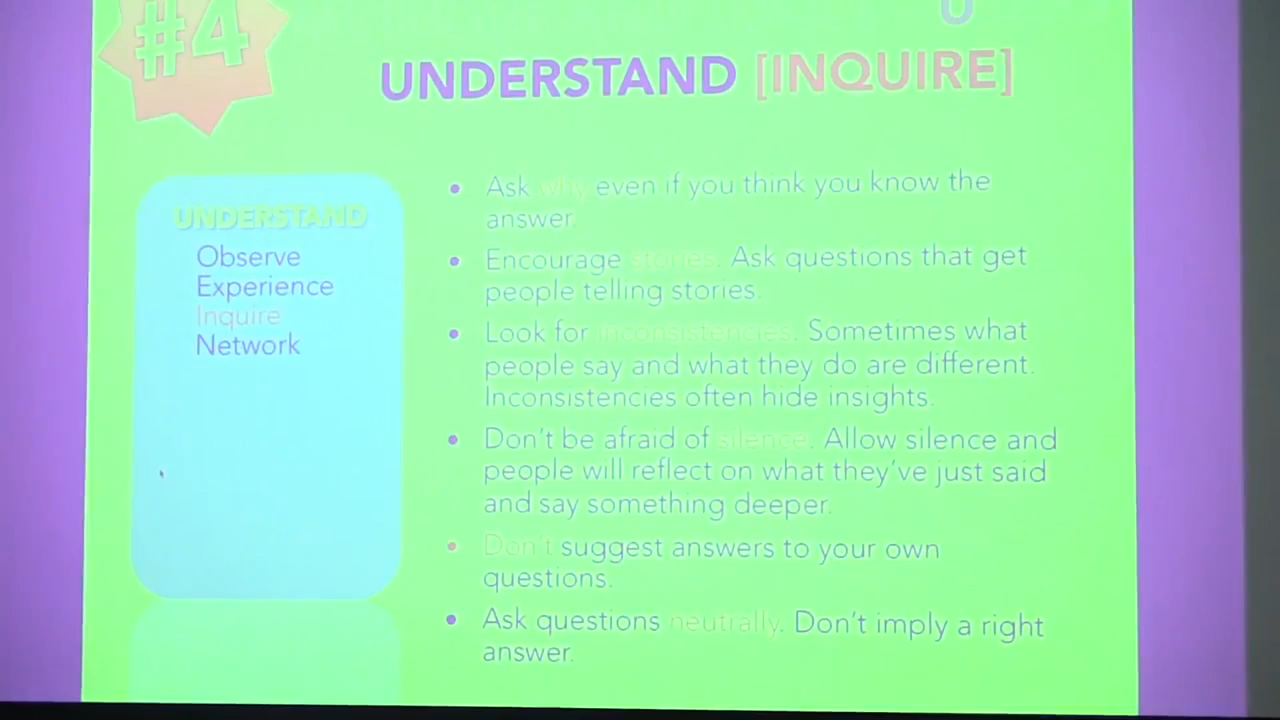 #4
UNDERSTAND [INQUIRE]
UNDERSTAND
Observe
Experience
Inquire
Network
• Ask why even if you think you know the
answer.
• Encourage stories. Ask questions that get
people telling stories.
• Look for inconsistencies. Sometimes what
people say and what they do are different.
Inconsistencies often hide insights.
• Don't be afraid of silence. Allow silence and
people will reflect on what they've just said
and say something deeper.
• Don't suggest answers to your own
questions.
• Ask questions neutrally. Don't imply a right
answer.